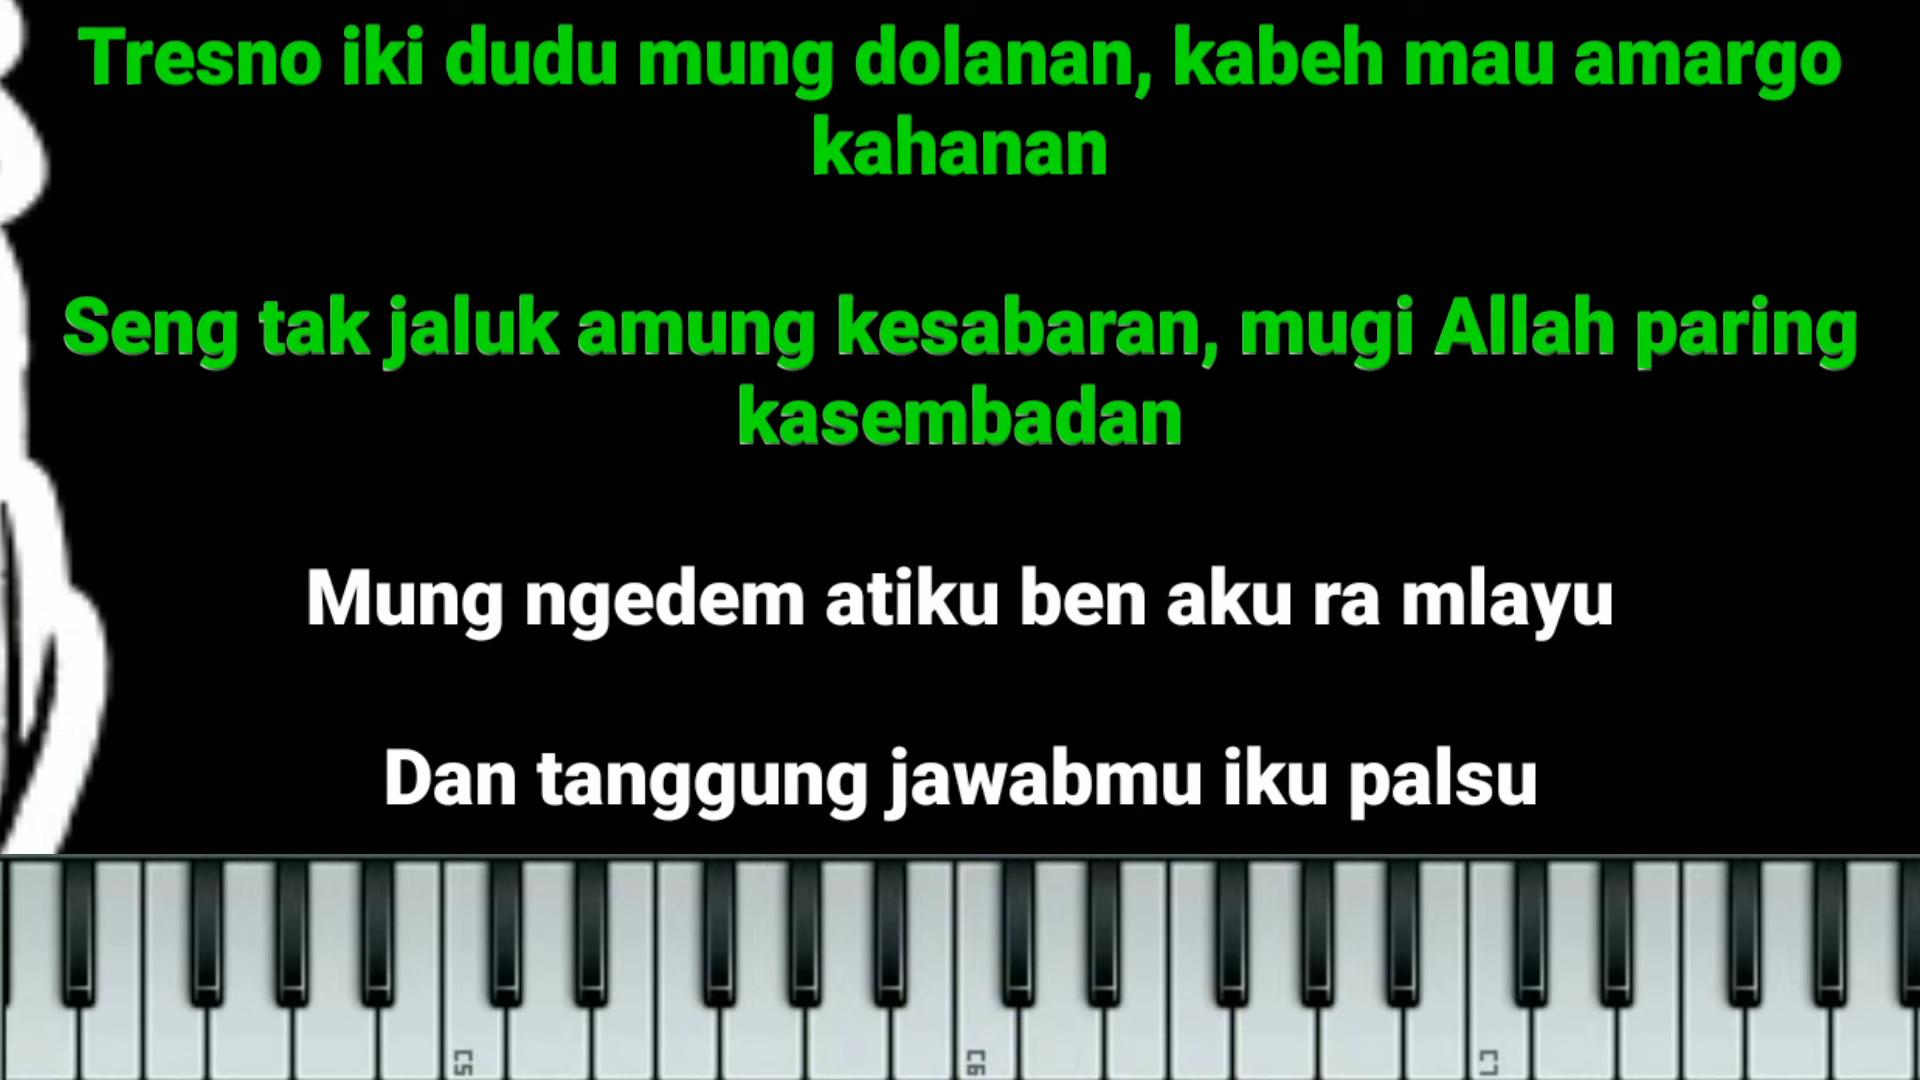 Tresno iki dudu mung dolanan, kabeh mau amargo
kahanan
Seng tak jaluk amung kesabaran, mugi Allah paring
kasembadan
Mung ngedem atiku ben aku ra mlayu
Dan tanggung jawabmu iku palsu
C5 C6 C7